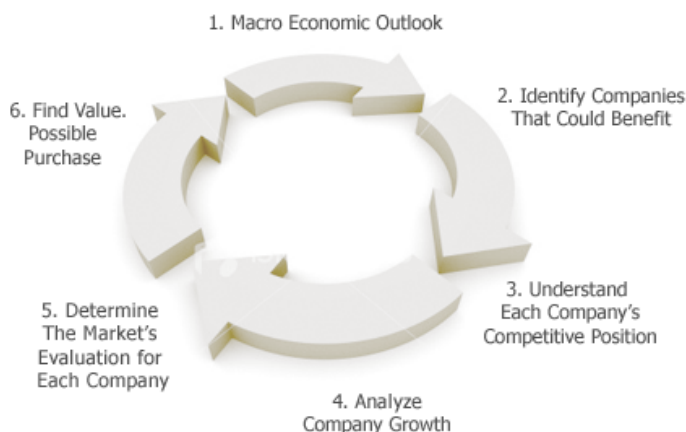 1. Macro Economic Outlook
2. Identify Companies
That Could Benefit
3. Understand
Each Company's
Competitive Position
4. Analyze
Company Growth
5. Determine
The Market's
Evaluation for
Each Company
6. Find Value.
Possible
Purchase